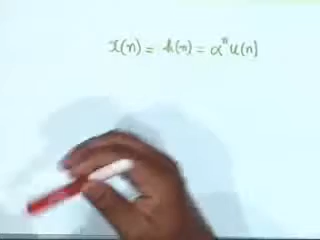 x(n) = h(n) = α^n u(n)